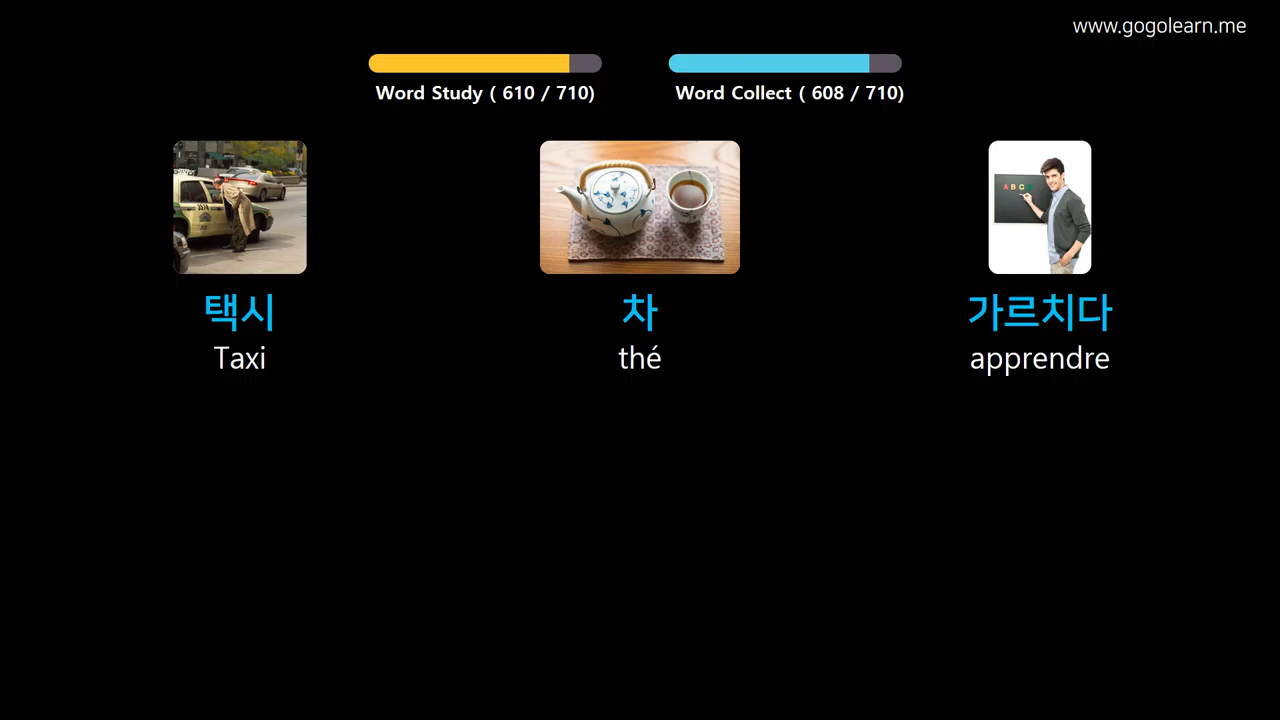 www.gogolearn.me
Word Study ( 610 / 710)
Word Collect ( 608 / 710)
택시
Taxi
차
thé
가르치다
apprendre